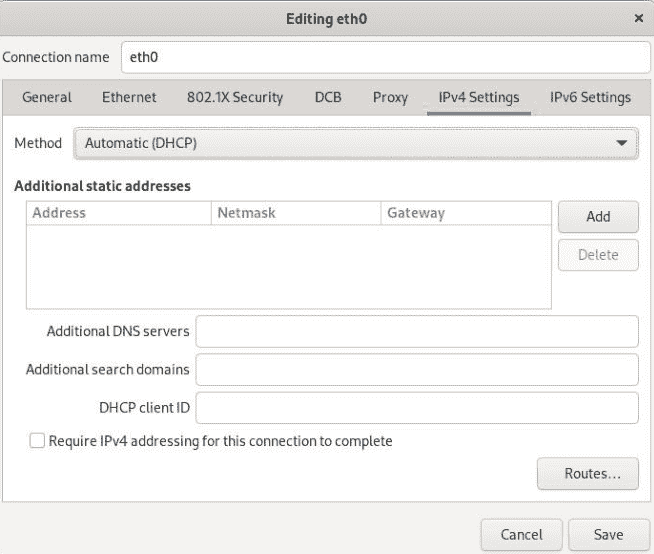 Editing eth0
×
Connection name eth0
General Ethernet 802.1X Security DCB Proxy IPv4 Settings IPv6 Settings
Method Automatic (DHCP)
Additional static addresses
Address Netmask Gateway
Add
Delete
Additional DNS servers
Additional search domains
DHCP client ID
Require IPv4 addressing for this connection to complete
Routes...
Cancel Save